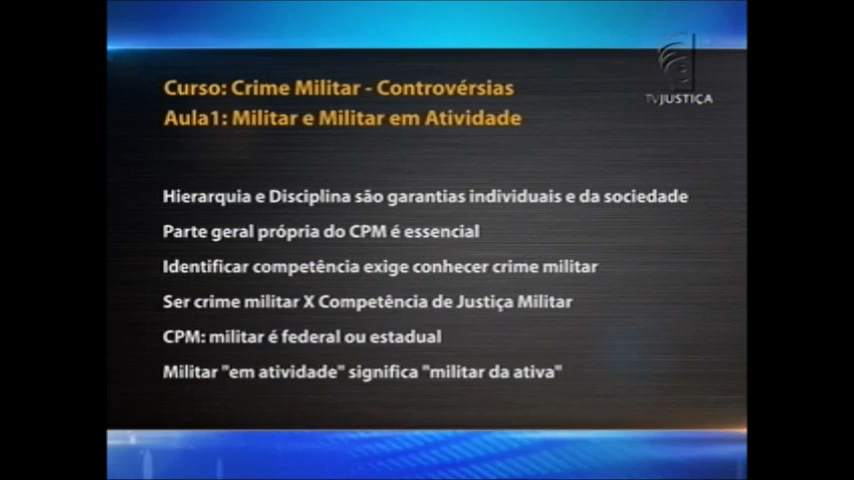 Curso: Crime Militar - Controvérsias
Aula1: Militar e Militar em Atividade
TVJUSTIÇA
Hierarquia e Disciplina são garantias individuais e da sociedade
Parte geral própria do CPM é essencial
Identificar competência exige conhecer crime militar
Ser crime militar X Competência de Justiça Militar
CPM: militar é federal ou estadual
Militar "em atividade" significa "militar da ativa"